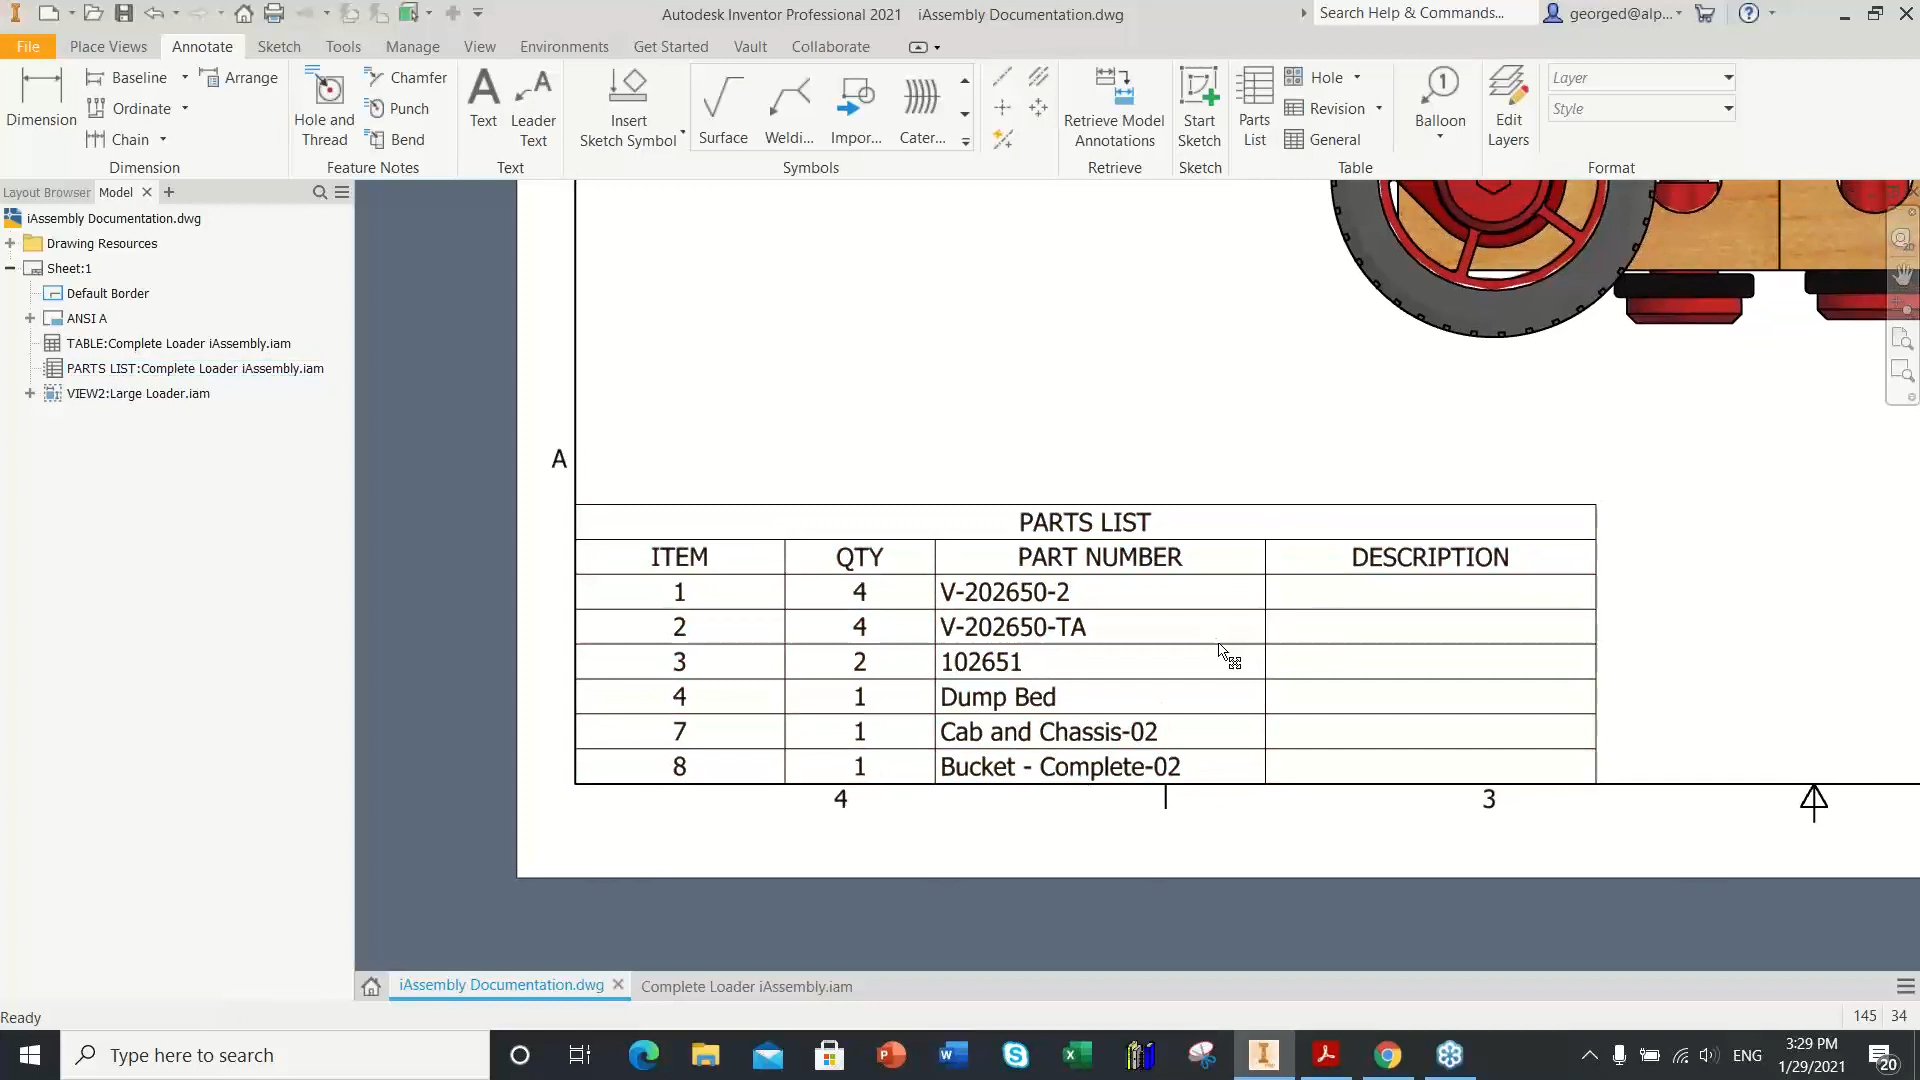 Autodesk Inventor Professional 2021 iAssembly Documentation.dwg
Search Help & Commands...
georged@alp...
File Place Views Annotate Sketch Tools Manage View Environments Get Started Vault Collaborate
Dimension
Baseline
Ordinate
Chain
Arrange
Dimension
Hole and Thread
Chamfer
Punch
Bend
Feature Notes
Text
Leader Text
Text
Insert Sketch Symbol
Surface
Weldi...
Impor...
Cater...
Symbols
Retrieve Model Annotations
Retrieve
Start Sketch
Sketch
Parts List
Hole
Revision
General
Table
1
Balloon
Edit Layers
Layer
Style
Format
Layout Browser Model
iAssembly Documentation.dwg
Drawing Resources
Sheet:1
Default Border
ANSI A
TABLE:Complete Loader iAssembly.iam
PARTS LIST:Complete Loader iAssembly.iam
VIEW2:Large Loader.iam
A
PARTS LIST
ITEM QTY PART NUMBER DESCRIPTION
1 4 V-202650-2
2 4 V-202650-TA
3 2 102651
4 1 Dump Bed
7 1 Cab and Chassis-02
8 1 Bucket - Complete-02
4 3
iAssembly Documentation.dwg
Complete Loader iAssembly.iam
Ready
145 34
Type here to search
ENG
3:29 PM
1/29/2021
20